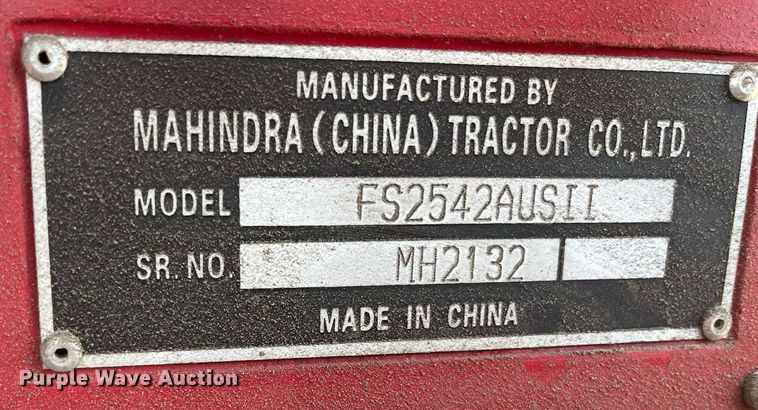 MANUFACTURED BY
MAHINDRA (CHINA) TRACTOR CO., LTD.
MODEL FS2542AUSII
SR. NO. MH2132
MADE IN CHINA
Purple Wave Auction